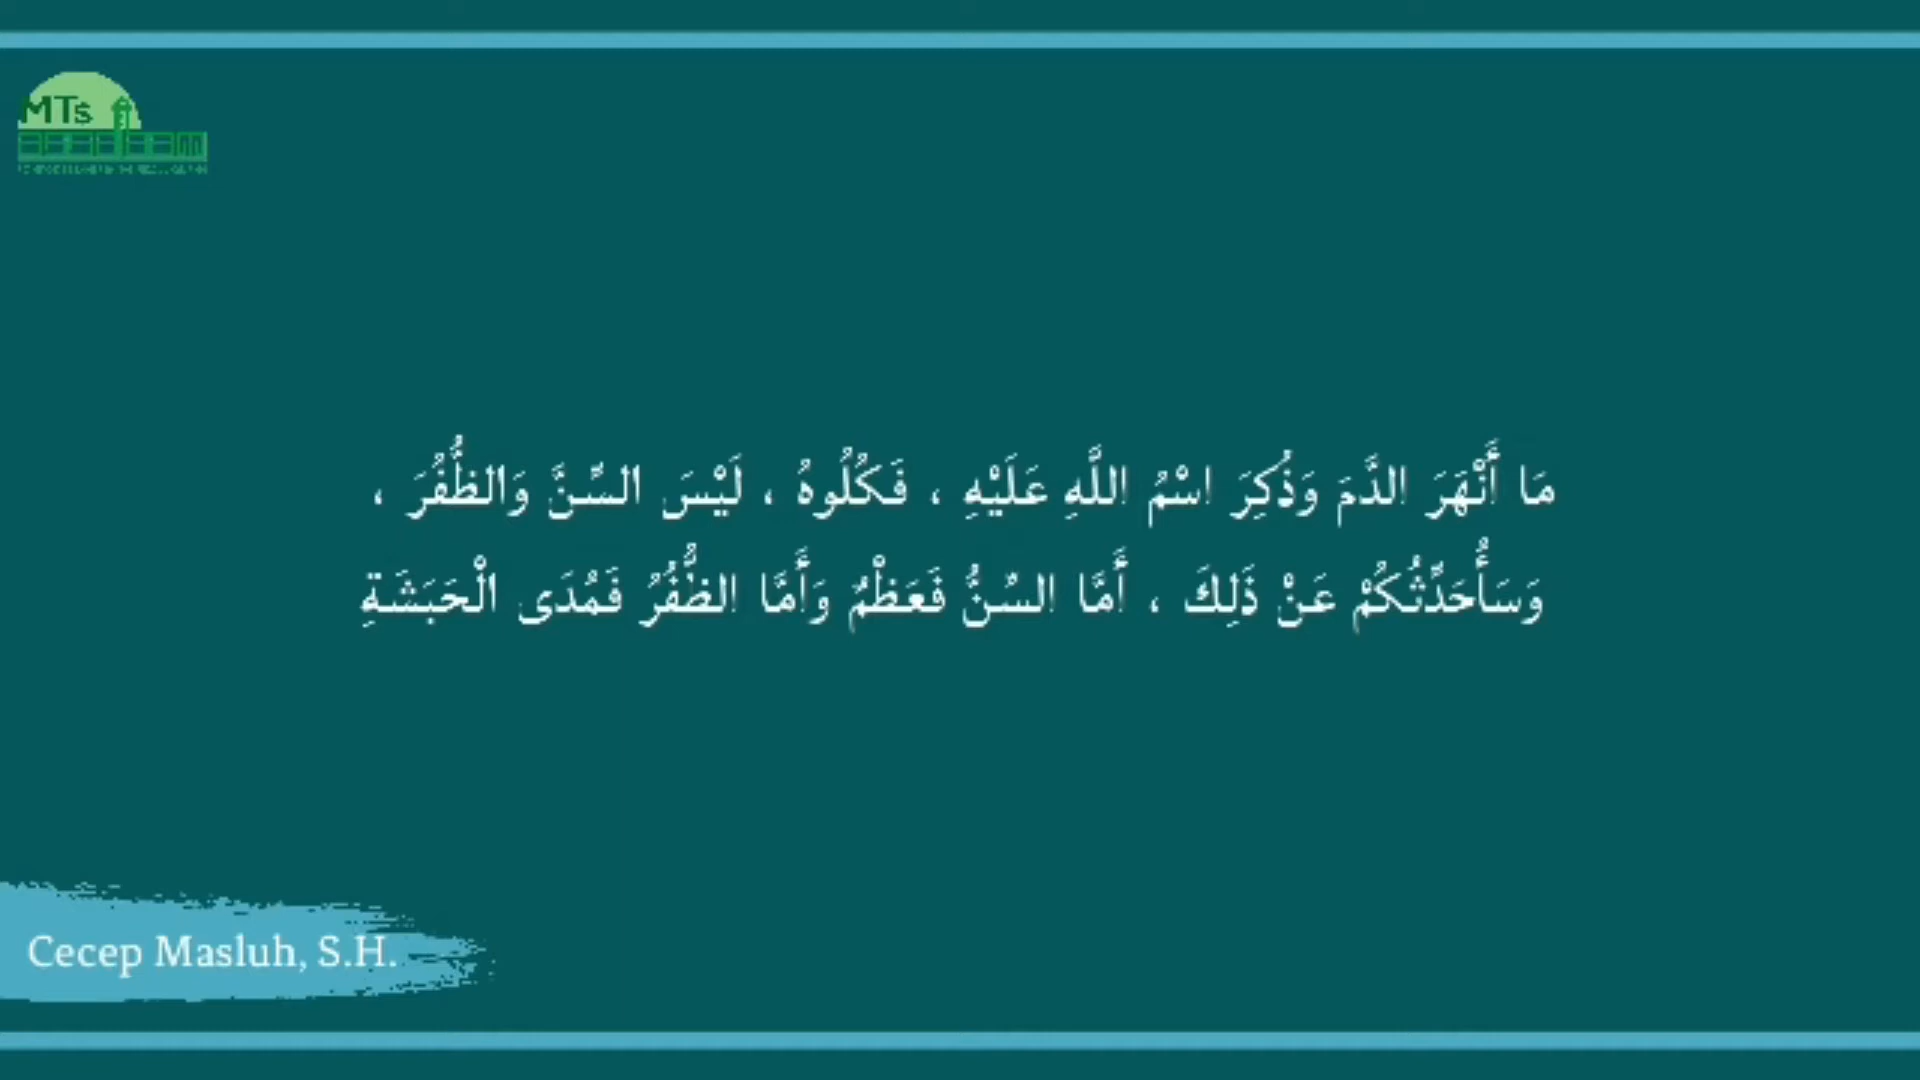 MTs
مَا أَنْهَرَ الدَّمَ وَذُكِرَ اسْمُ اللَّهِ عَلَيْهِ ، فَكُلُوهُ ، لَيْسَ السِّنَّ وَالظُّفُرَ ،
وَسَأُحَدِّثُكُمْ عَنْ ذَلِكَ ، أَمَّا السِّنُّ فَعَظْمٌ وَأَمَّا الظُّفُرُ فَمُدَى الْحَبَشَةِ
Cecep Masluh, S.H.